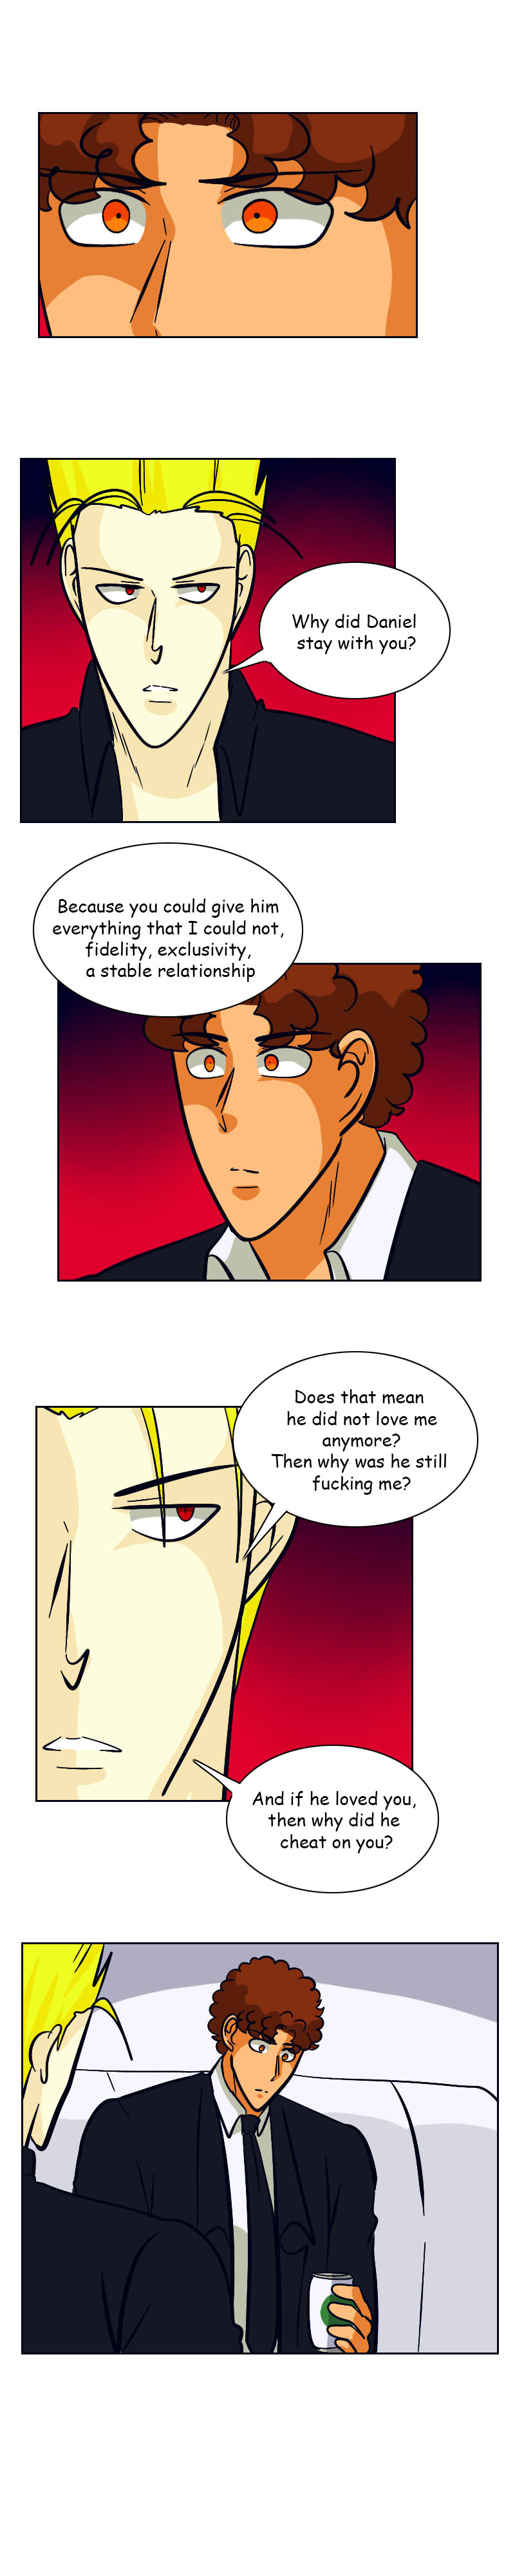 Why did Daniel
stay with you?
Because you could give him
everything that I could not,
fidelity, exclusivity,
a stable relationship
Does that mean
he did not love me
anymore?
Then why was he still
fucking me?
And if he loved you,
then why did he
cheat on you?